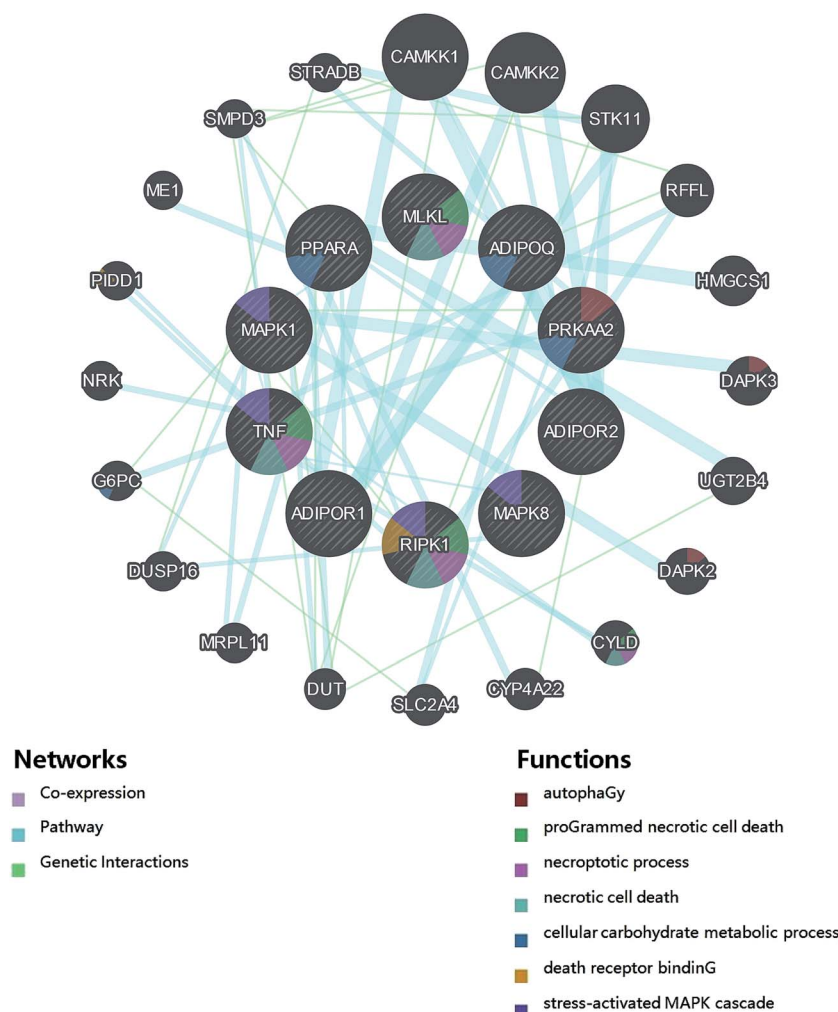 CAMKK1
CAMKK2
STRADB
SMPD3
STK11
ME1
RFFL
MLKL
PPARA
ADIPOQ
PIDD1
HMGCS1
MAPK1
PRKAA2
NRK
DAPK3
TNF
ADIPOR2
G6PC
UGT2B4
ADIPOR1
MAPK8
RIPK1
DUSP16
DAPK2
MRPL11
CYLD
DUT
SLC2A4
CYP4A22
Networks
Co-expression
Pathway
Genetic Interactions
Functions
autophaGy
proGrammed necrotic cell death
necroptotic process
necrotic cell death
cellular carbohydrate metabolic process
death receptor bindinG
stress-activated MAPK cascade